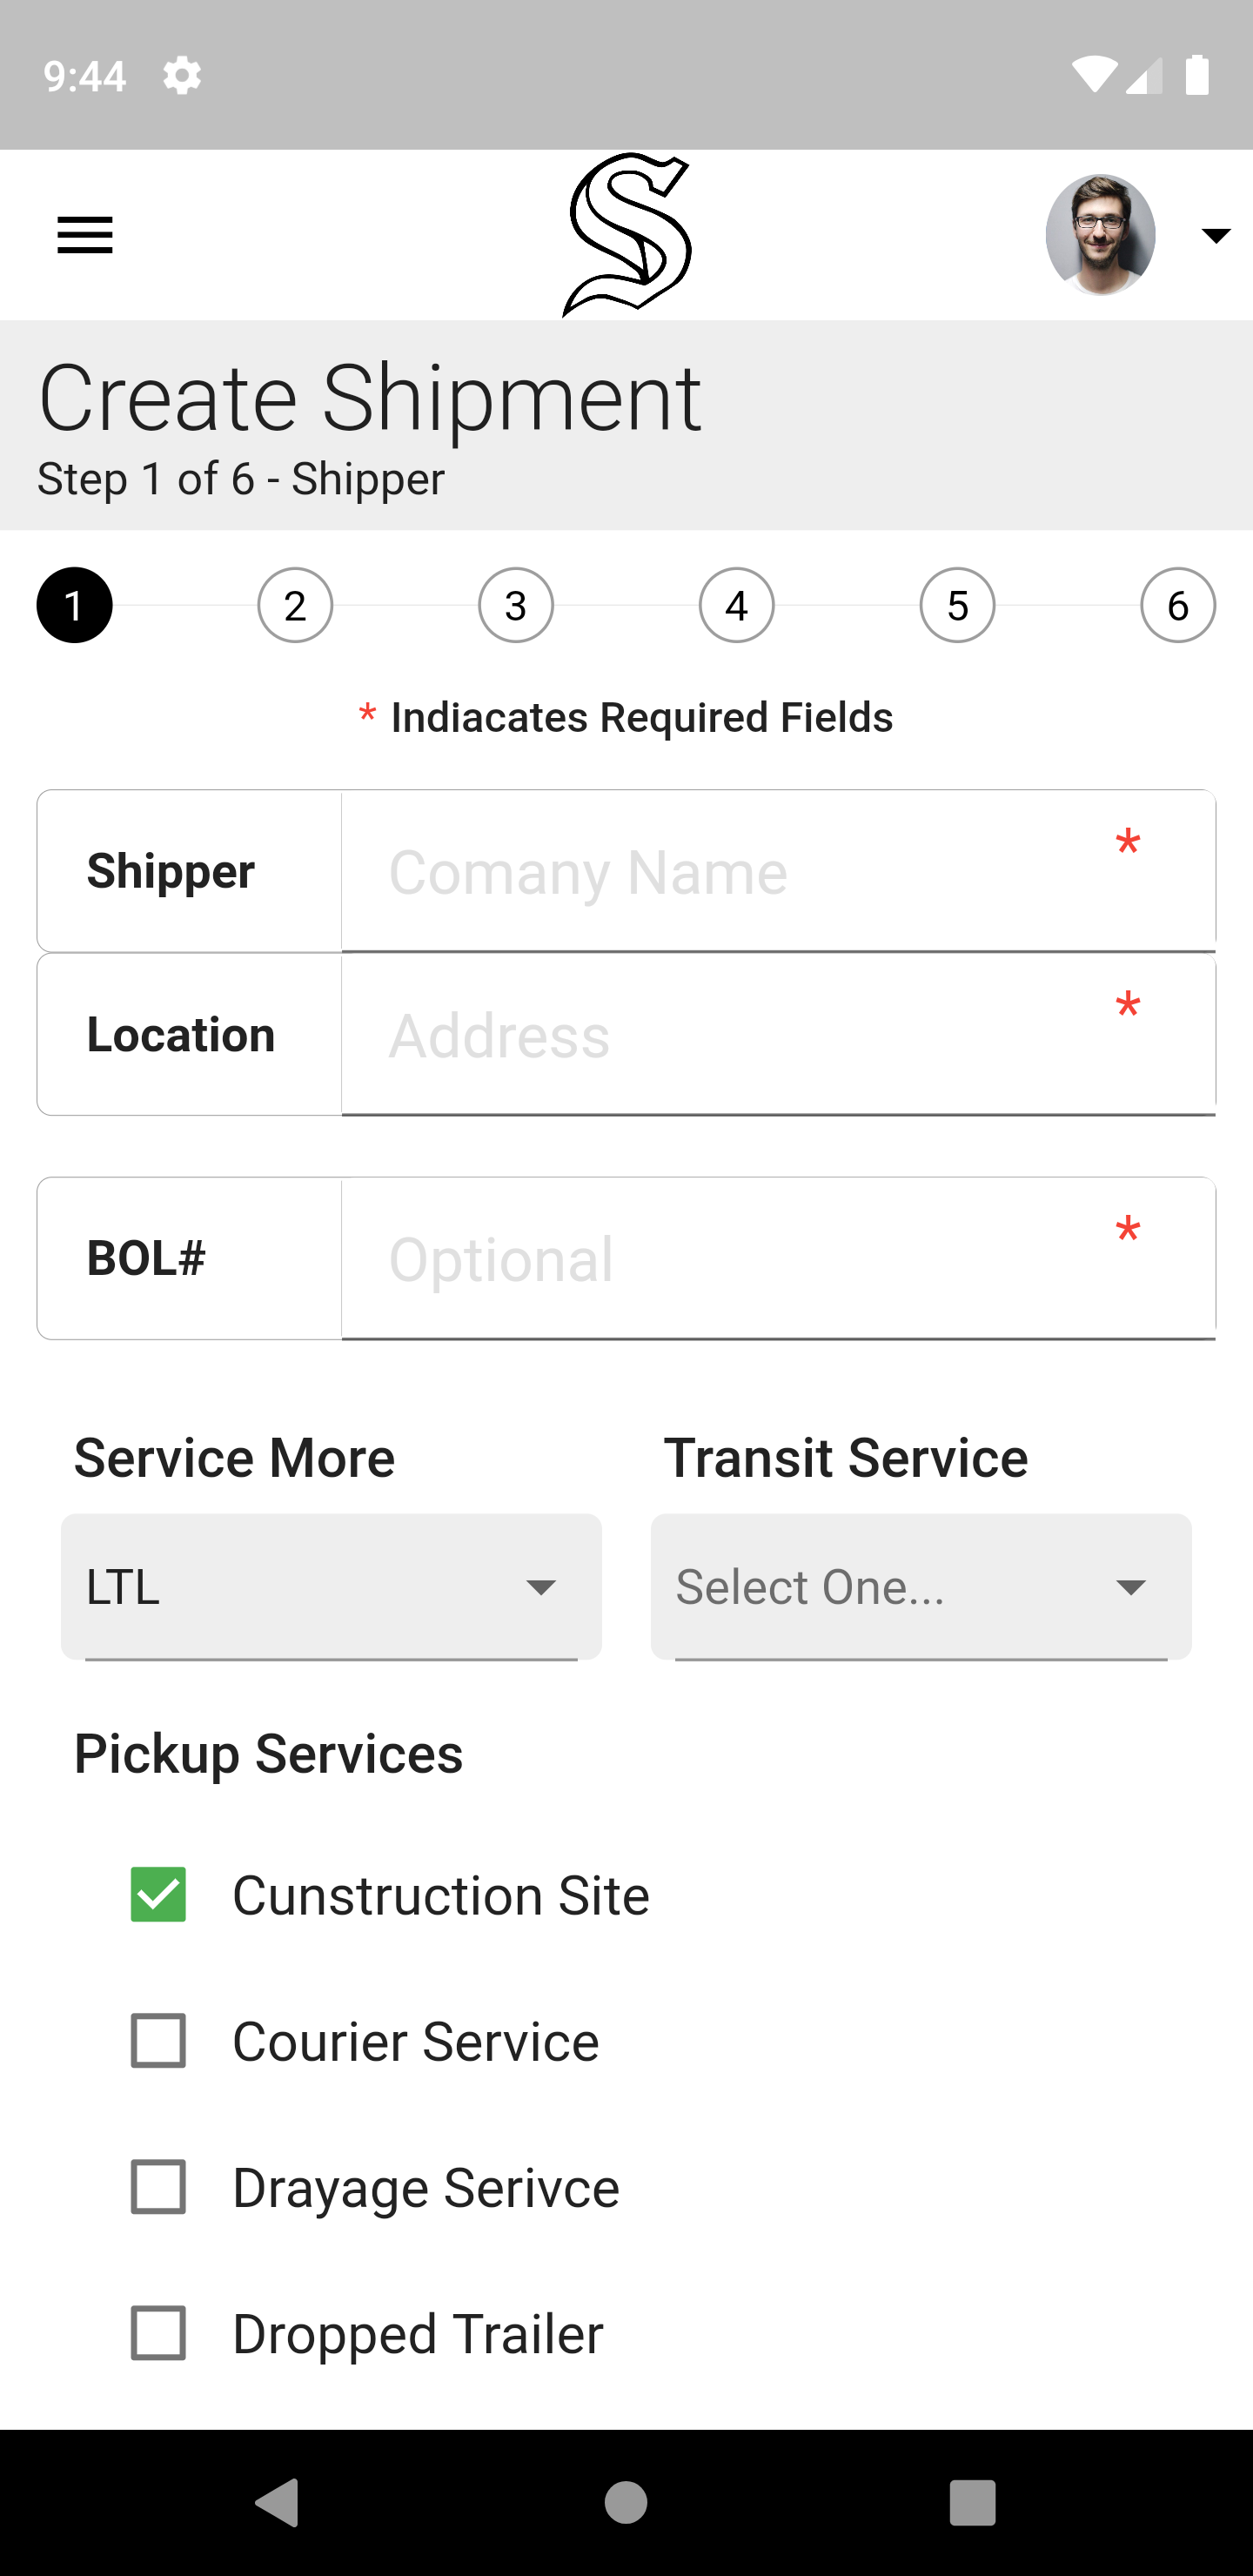 9:44
S
Create Shipment
Step 1 of 6 - Shipper
1 2 3 4 5 6
* Indiacates Required Fields
Shipper Comany Name *
Location Address *
BOL# Optional *
Service More Transit Service
LTL Select One...
Pickup Services
Cunstruction Site
Courier Service
Drayage Serivce
Dropped Trailer